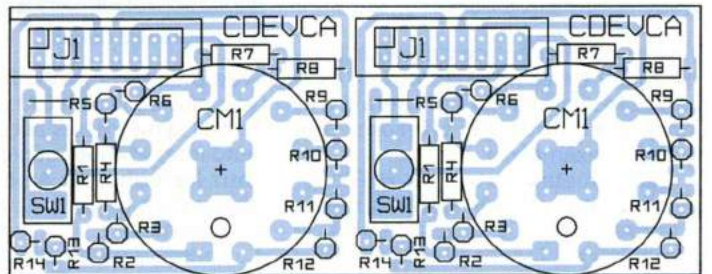 CDEVCA
J1
R7
R8
R5
R6
R9
CM1
R1
R4
R10
SW1
R11
R3
R14
R13
R2
R12
CDEVCA
J1
R7
R8
R5
R6
R9
CM1
R1
R4
R10
SW1
R11
R3
R14
R13
R2
R12